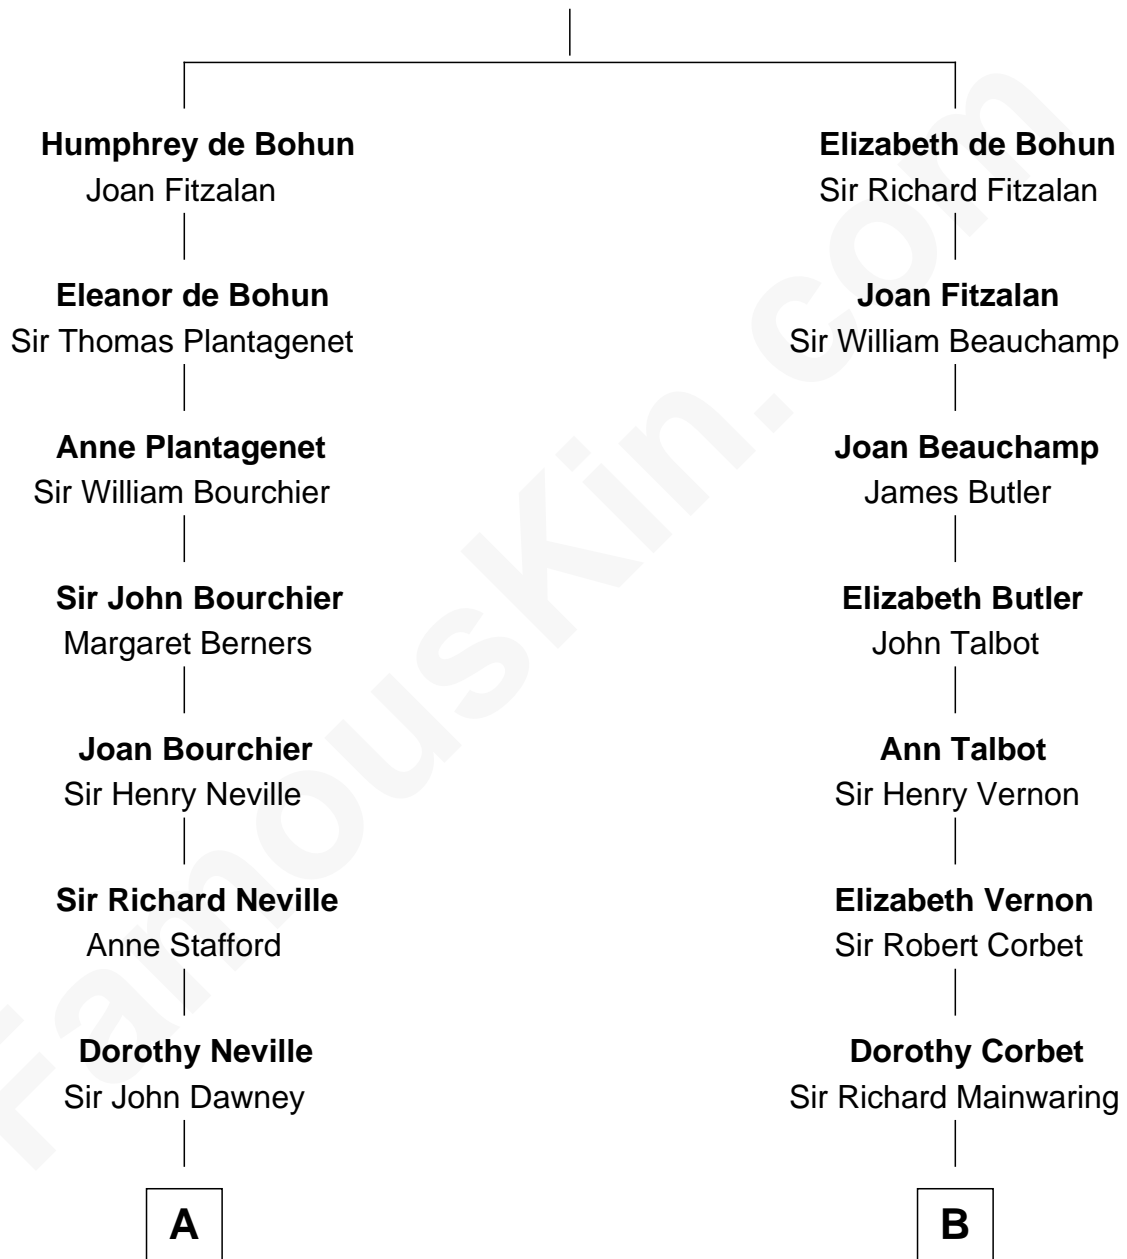 Humphrey de Bohun
Joan Fitzalan
Eleanor de Bohun
Sir Thomas Plantagenet
Anne Plantagenet
Sir William Bourchier
Sir John Bourchier
Margaret Berners
Joan Bourchier
Sir Henry Neville
Sir Richard Neville
Anne Stafford
Dorothy Neville
Sir John Dawney
A
Elizabeth de Bohun
Sir Richard Fitzalan
Joan Fitzalan
Sir William Beauchamp
Joan Beauchamp
James Butler
Elizabeth Butler
John Talbot
Ann Talbot
Sir Henry Vernon
Elizabeth Vernon
Sir Robert Corbet
Dorothy Corbet
Sir Richard Mainwaring
B
FamousKin.com